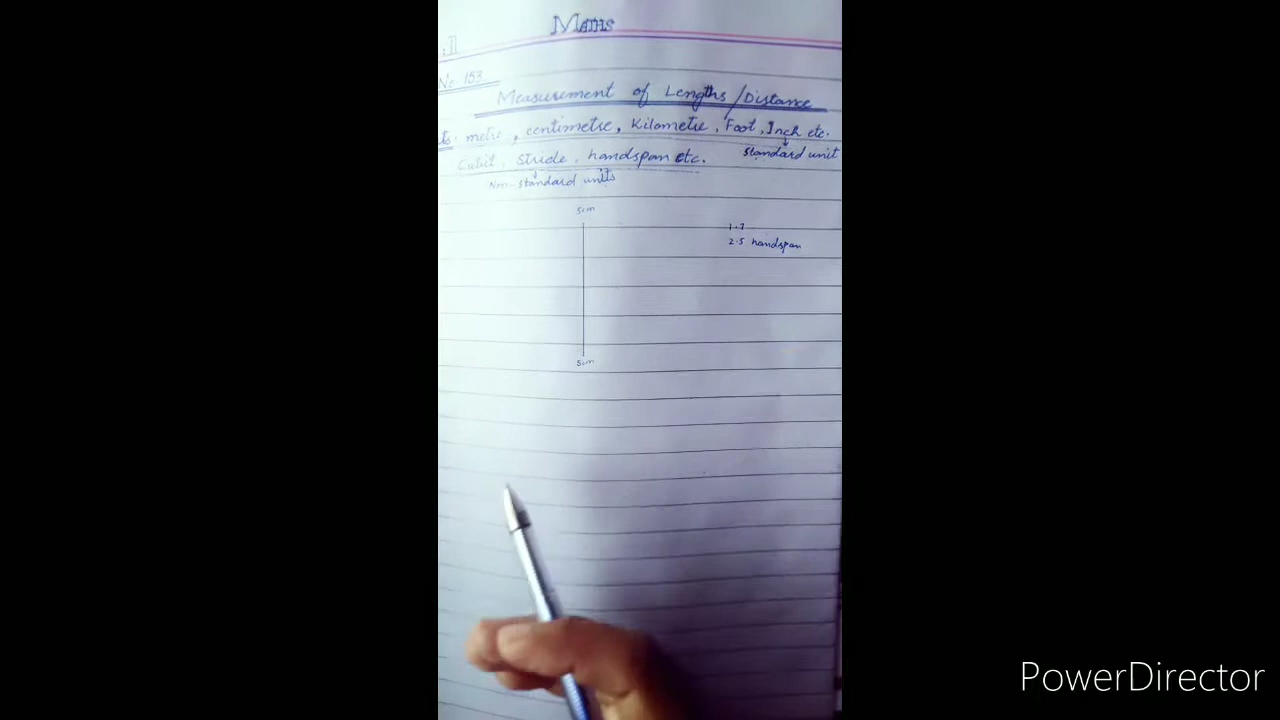 Maths
No. 153
Measurement of Lengths/Distance
metre, centimetre, Kilometre, Foot, Inch etc.
Cubit, Stride, handspan etc.
Standard unit
Non-standard units
5cm
2.5 handspan
5cm
PowerDirector